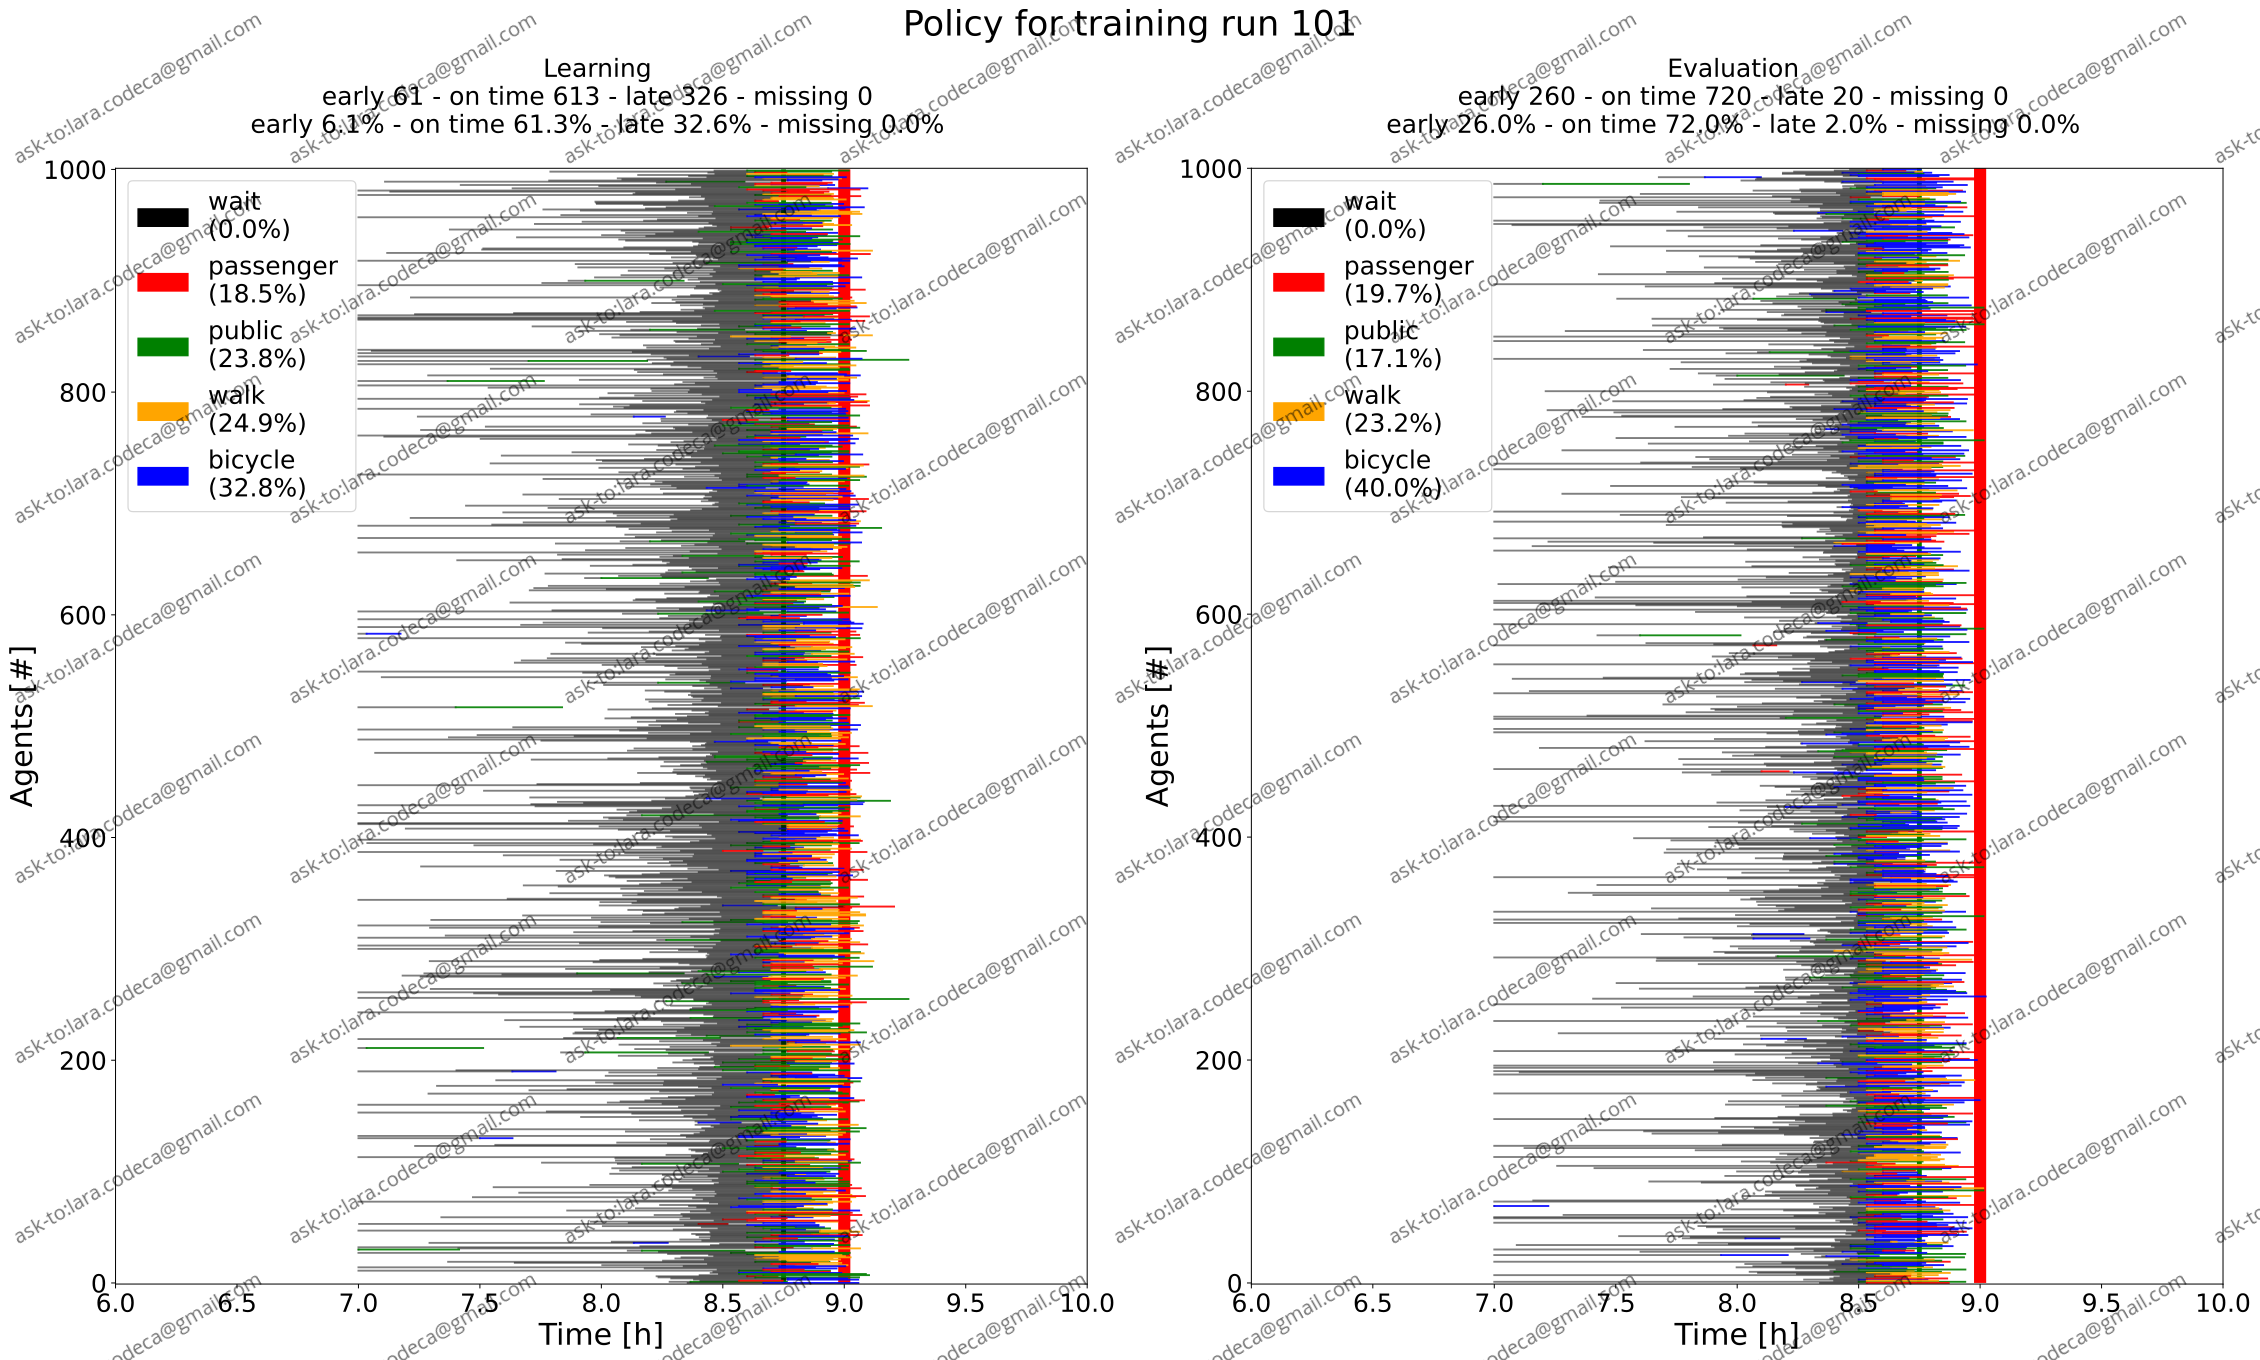 Policy for training run 101
Learning
early 61 - on time 613 - late 326 - missing 0
early 6.1% - on time 61.3% - late 32.6% - missing 0.0%
1000
800
600
400
200
0
Agents [#]
wait
(0.0%)
passenger
(18.5%)
public
(23.8%)
walk
(24.9%)
bicycle
(32.8%)
6.0 6.5 7.0 7.5 8.0 8.5 9.0 9.5 10.0
Time [h]
Evaluation
early 260 - on time 720 - late 20 - missing 0
early 26.0% - on time 72.0% - late 2.0% - missing 0.0%
1000
800
600
400
200
0
Agents [#]
wait
(0.0%)
passenger
(19.7%)
public
(17.1%)
walk
(23.2%)
bicycle
(40.0%)
6.0 6.5 7.0 7.5 8.0 8.5 9.0 9.5 10.0
Time [h]
ask-to:lara.codeca@gmail.com